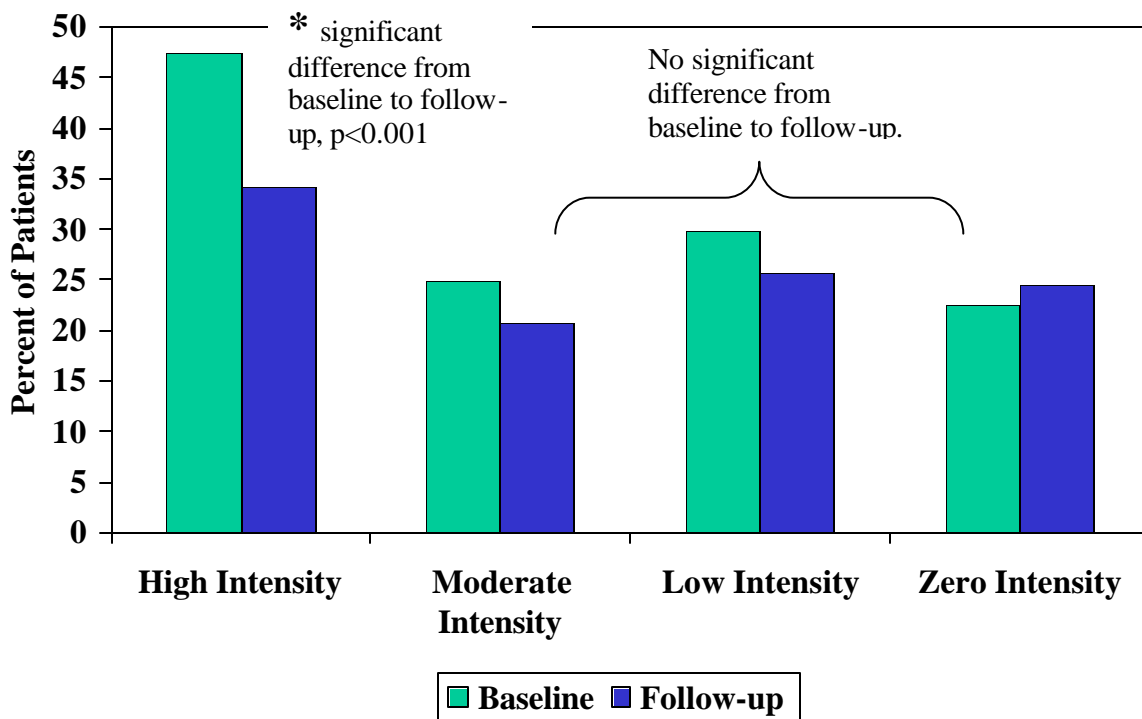 50
45
40
35
30
25
20
15
10
5
0
Percent of Patients
* significant
difference from
baseline to follow-
up, p<0.001
No significant
difference from
baseline to follow-up.
High Intensity
Moderate
Intensity
Low Intensity
Zero Intensity
Baseline Follow-up